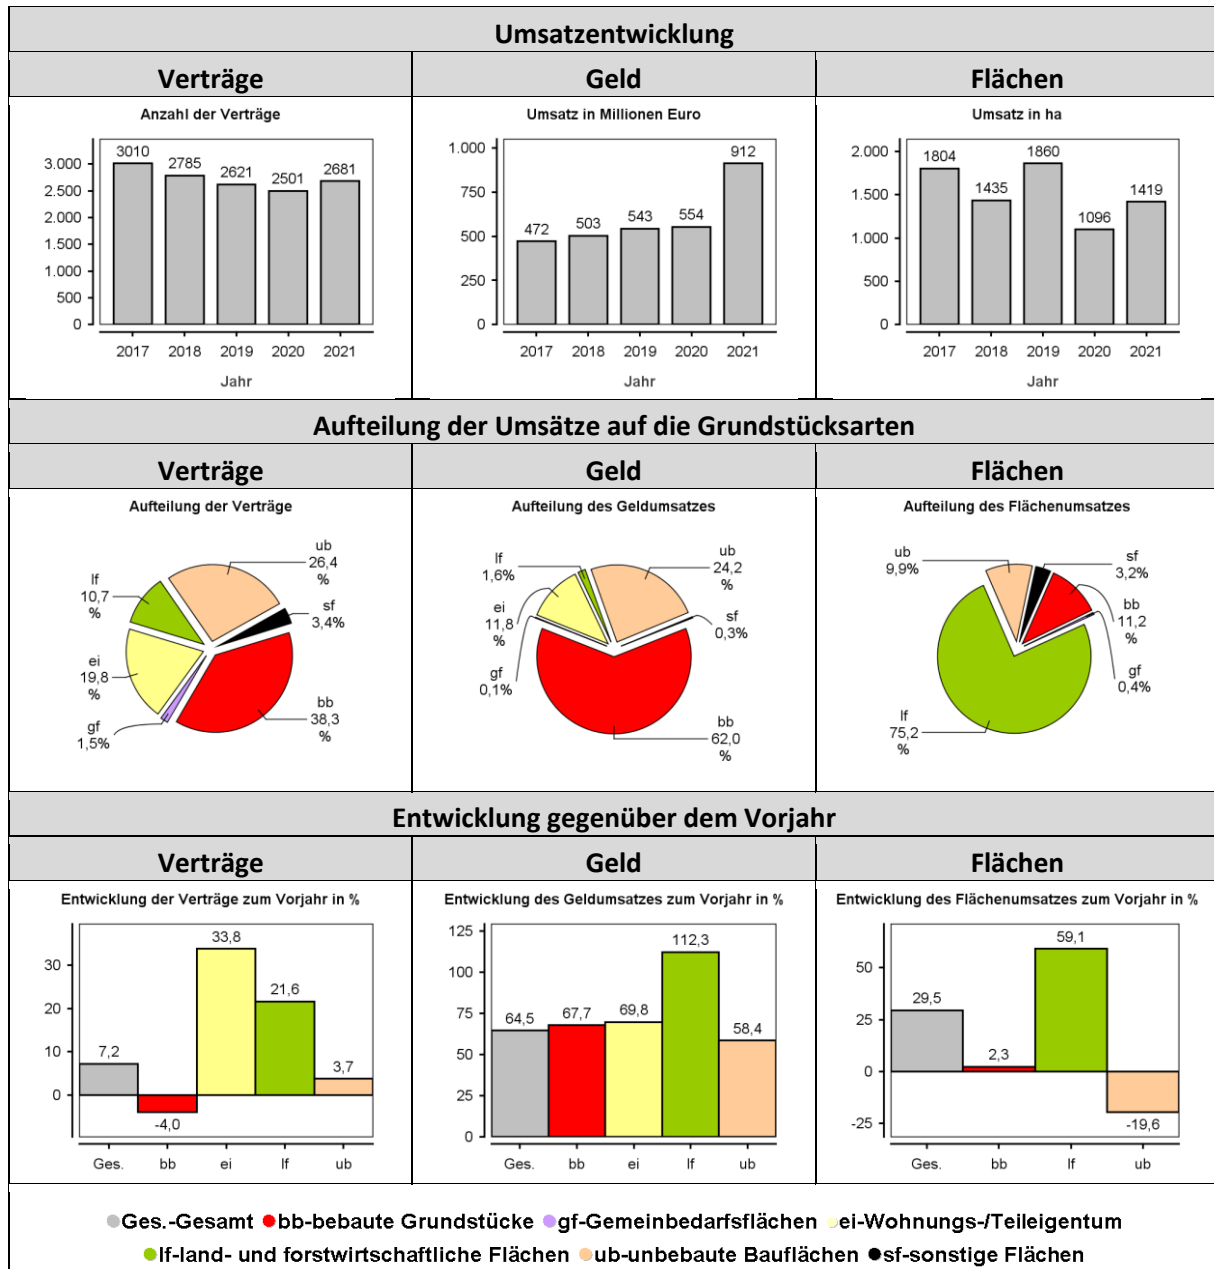 Umsatzentwicklung
Verträge
Geld
Flächen
Anzahl der Verträge
3.000
2.500
2.000
1.500
1.000
500
0
3010
2785
2621
2501
2681
2017
2018
2019
2020
2021
Jahr
Umsatz in Millionen Euro
1.000
750
500
250
0
472
503
543
554
912
2017
2018
2019
2020
2021
Jahr
Umsatz in ha
2.000
1.500
1.000
500
0
1804
1435
1860
1096
1419
2017
2018
2019
2020
2021
Jahr
Aufteilung der Umsätze auf die Grundstücksarten
Verträge
Geld
Flächen
Aufteilung der Verträge
ub
26,4
%
lf
10,7
%
sf
3,4%
ei
19,8
%
bb
38,3
%
gf
1,5%
Aufteilung des Geldumsatzes
lf
1,6%
ub
24,2
%
ei
11,8
%
sf
0,3%
gf
0,1%
bb
62,0
%
Aufteilung des Flächenumsatzes
ub
9,9%
sf
3,2%
bb
11,2
%
gf
0,4%
lf
75,2
%
Entwicklung gegenüber dem Vorjahr
Verträge
Geld
Flächen
Entwicklung der Verträge zum Vorjahr in %
30
20
10
0
7,2
-4,0
33,8
21,6
3,7
Ges.
bb
ei
lf
ub
Entwicklung des Geldumsatzes zum Vorjahr in %
125
100
75
50
25
0
64,5
67,7
69,8
112,3
58,4
Ges.
bb
ei
lf
ub
Entwicklung des Flächenumsatzes zum Vorjahr in %
50
25
0
-25
29,5
2,3
59,1
-19,6
Ges.
bb
lf
ub
Ges.-Gesamt bb-bebaute Grundstücke gf-Gemeinbedarfsflächen ei-Wohnungs-/Teileigentum
lf-land- und forstwirtschaftliche Flächen ub-unbebaute Bauflächen sf-sonstige Flächen